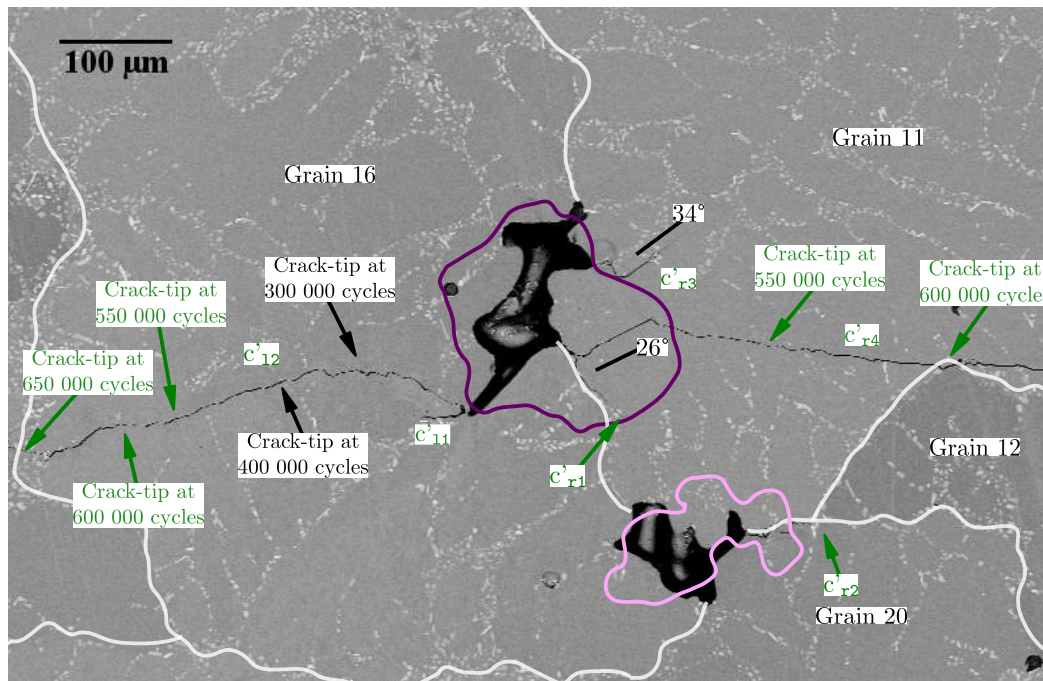 100 µm
Grain 11
Grain 16
34°
Crack-tip at
550 000 cycles
Crack-tip at
300 000 cycles
c'r3
Crack-tip at
600 000 cycle
Crack-tip at
550 000 cycles
c'r4
c'l2
26°
Crack-tip at
650 000 cycles
c'l1
Crack-tip at
400 000 cycles
Grain 12
c'r1
Crack-tip at
600 000 cycles
c'r2
Grain 20